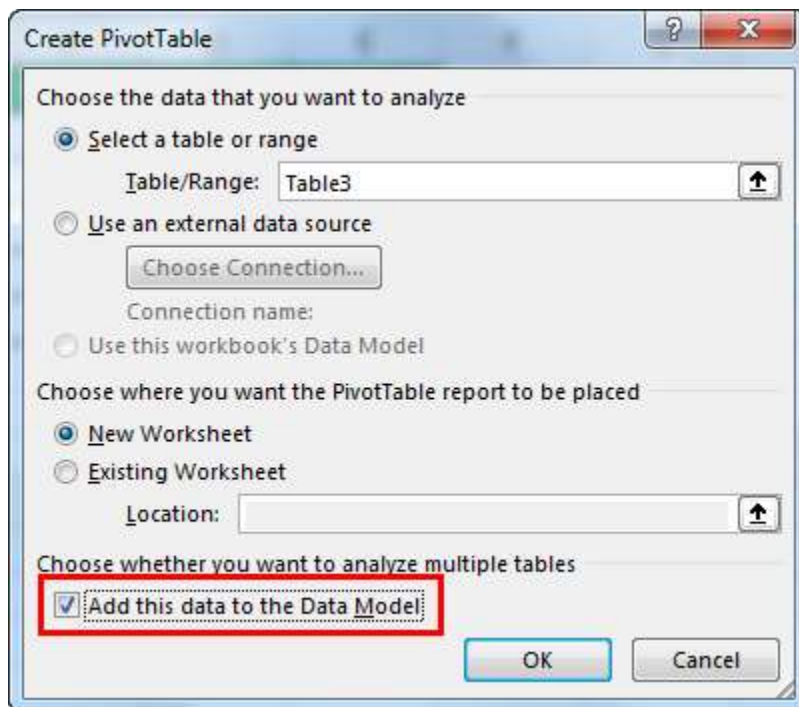 Create PivotTable
?
Choose the data that you want to analyze
Select a table or range
Table/Range: Table3
Use an external data source
Choose Connection...
Connection name:
Use this workbook's Data Model
Choose where you want the PivotTable report to be placed
New Worksheet
Existing Worksheet
Location:
Choose whether you want to analyze multiple tables
Add this data to the Data Model
OK Cancel